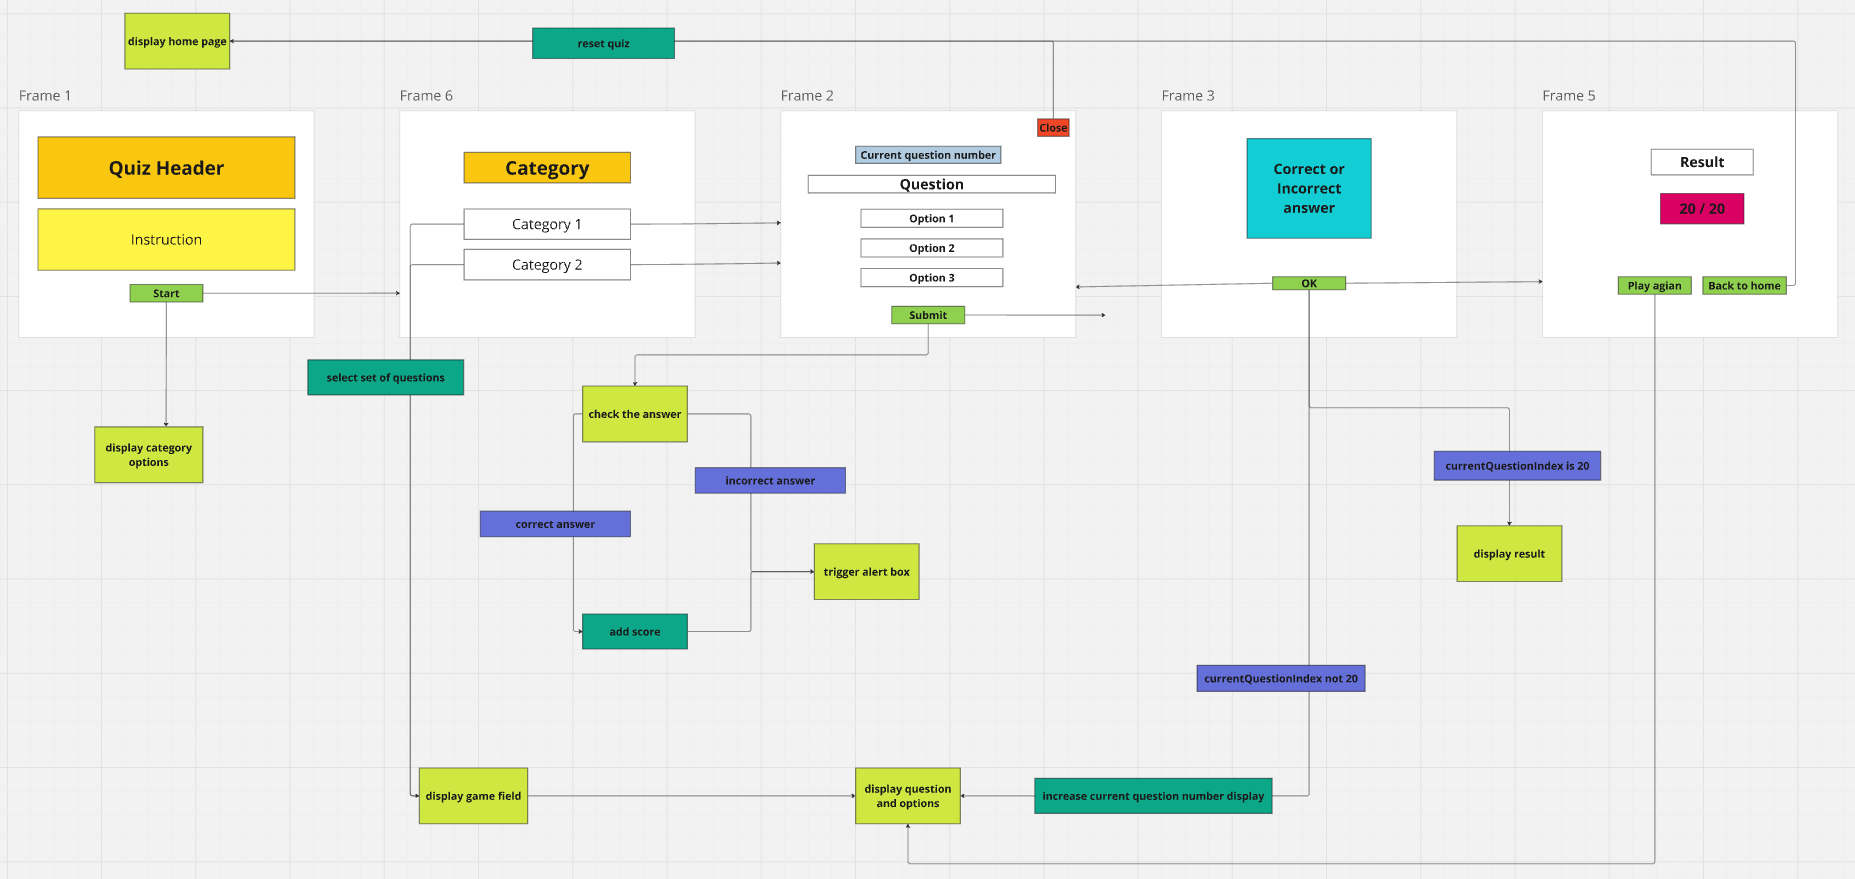 display home page
reset quiz
Frame 1
Frame 6
Frame 2
Frame 3
Frame 5
Quiz Header
Instruction
Start
Category
Category 1
Category 2
Close
Current question number
Question
Option 1
Option 2
Option 3
Submit
Correct or
Incorrect
answer
OK
Result
20 / 20
Play agian
Back to home
select set of questions
check the answer
display category
options
incorrect answer
currentQuestionIndex is 20
correct answer
trigger alert box
display result
add score
currentQuestionIndex not 20
display game field
display question
and options
increase current question number display